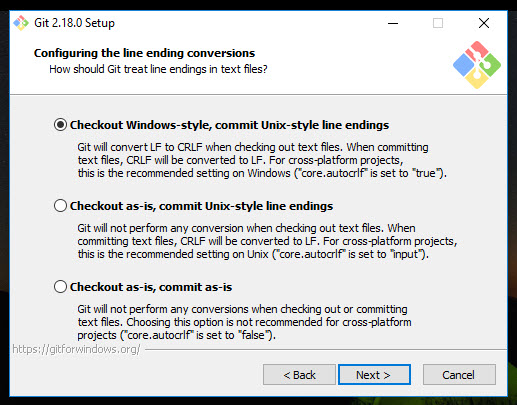 Git 2.18.0 Setup
Configuring the line ending conversions
How should Git treat line endings in text files?
Checkout Windows-style, commit Unix-style line endings
Git will convert LF to CRLF when checking out text files. When committing
text files, CRLF will be converted to LF. For cross-platform projects,
this is the recommended setting on Windows ("core.autocrlf" is set to "true").
Checkout as-is, commit Unix-style line endings
Git will not perform any conversion when checking out text files. When
committing text files, CRLF will be converted to LF. For cross-platform projects,
this is the recommended setting on Unix ("core.autocrlf" is set to "input").
Checkout as-is, commit as-is
Git will not perform any conversions when checking out or committing
text files. Choosing this option is not recommended for cross-platform
projects ("core.autocrlf" is set to "false").
https://gitforwindows.org/
< Back
Next >
Cancel